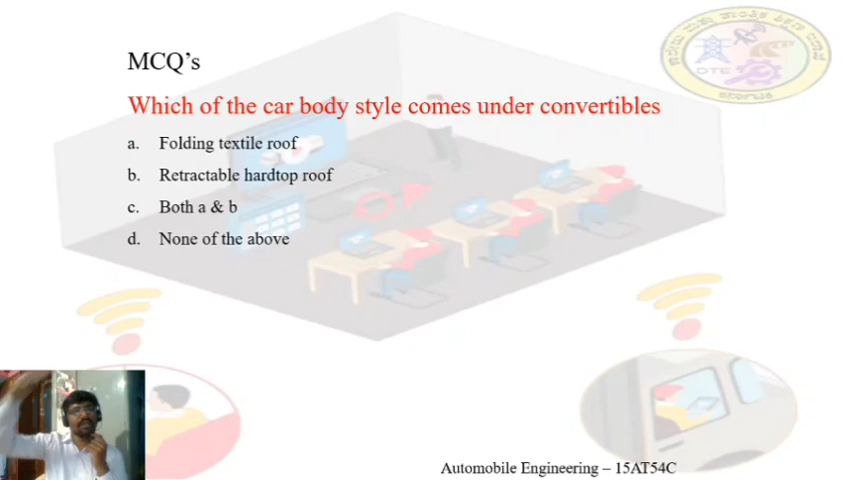 MCQ’s
Which of the car body style comes under convertibles
a. Folding textile roof
b. Retractable hardtop roof
c. Both a & b
d. None of the above
DTE
Automobile Engineering – 15AT54C